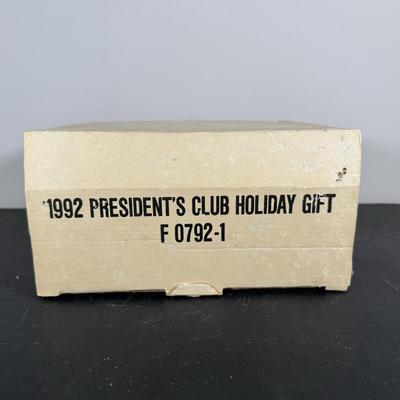 1992 PRESIDENT'S CLUB HOLIDAY GIFT
F 0792-1